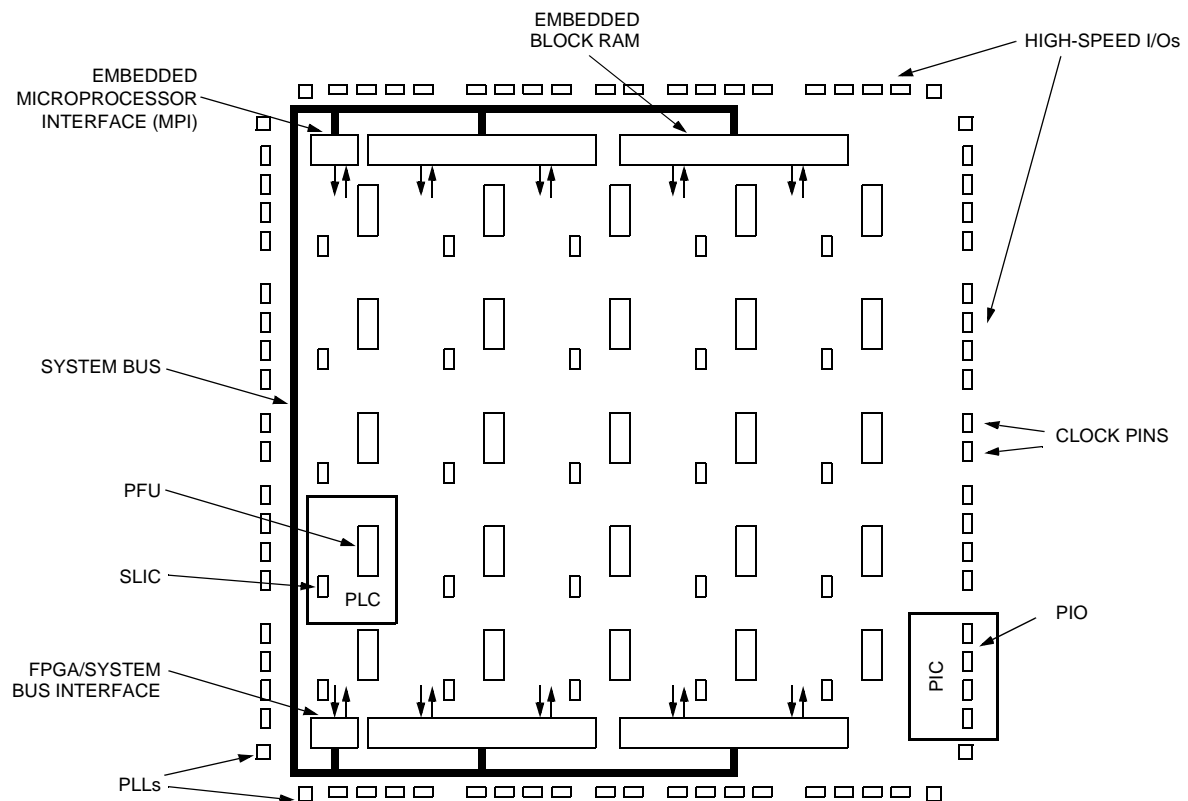 EMBEDDED
BLOCK RAM
HIGH-SPEED I/Os
EMBEDDED
MICROPROCESSOR
INTERFACE (MPI)
SYSTEM BUS
CLOCK PINS
PFU
SLIC
PLC
PIO
PIC
FPGA/SYSTEM
BUS INTERFACE
PLLs